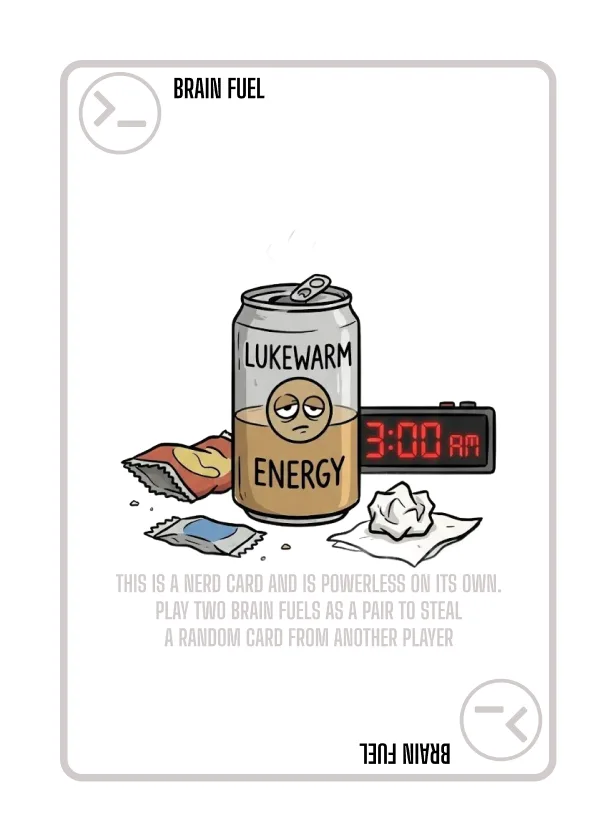 BRAIN FUEL
LUKEWARM
ENERGY
3:00 AM
THIS IS A NERD CARD AND IS POWERLESS ON ITS OWN.
PLAY TWO BRAIN FUELS AS A PAIR TO STEAL
A RANDOM CARD FROM ANOTHER PLAYER
BRAIN FUEL